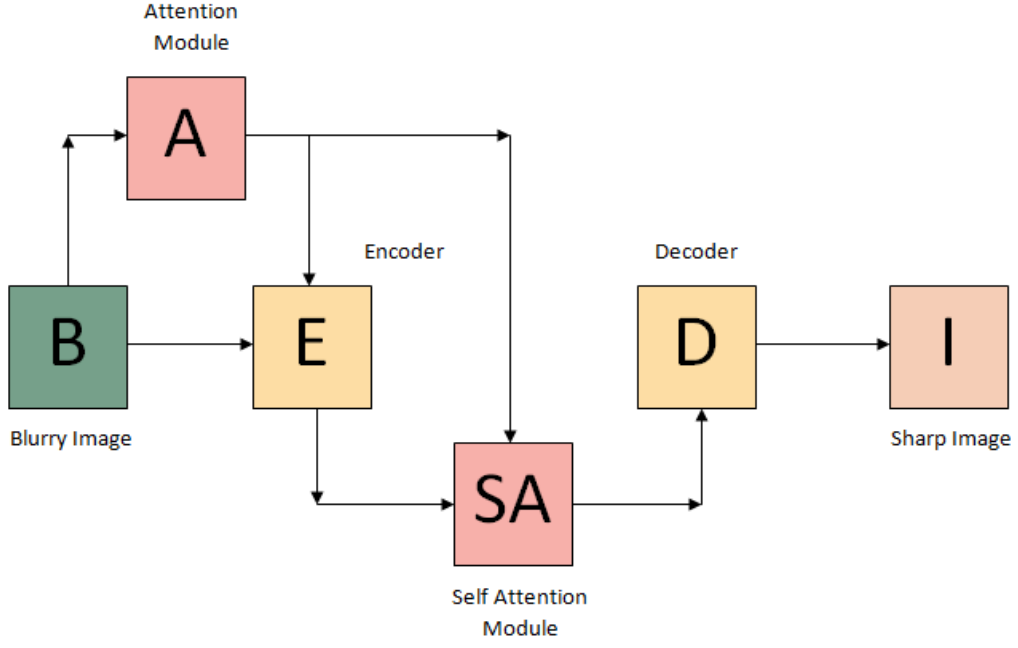 Attention
Module
A
Encoder
Decoder
B
E
D
I
Blurry Image
Sharp Image
SA
Self Attention
Module